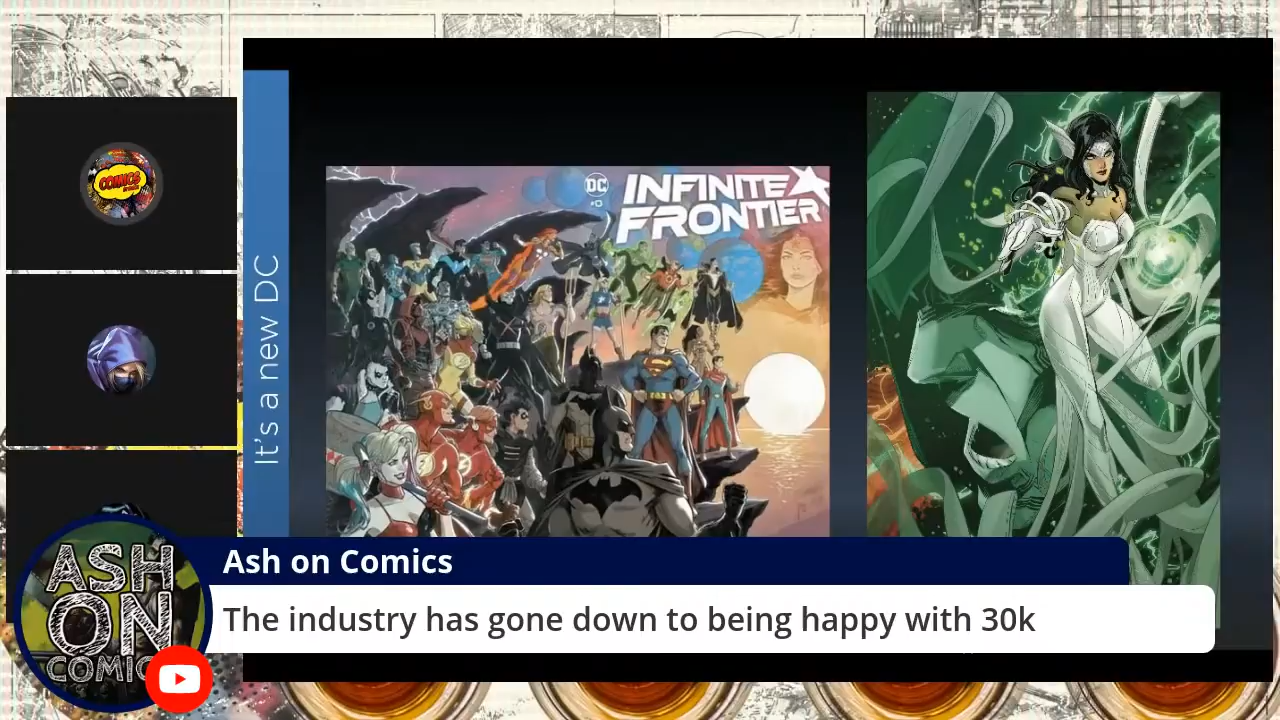 COMICS
It's a new DC
DC
#0
INFINITE
FRONTIER
Ash on Comics
The industry has gone down to being happy with 30k
ASH
ON
COMIC